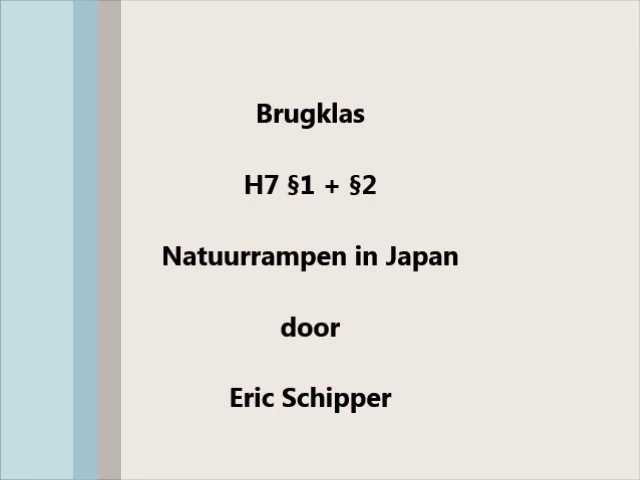 Brugklas
H7 §1 + §2
Natuurrampen in Japan
door
Eric Schipper